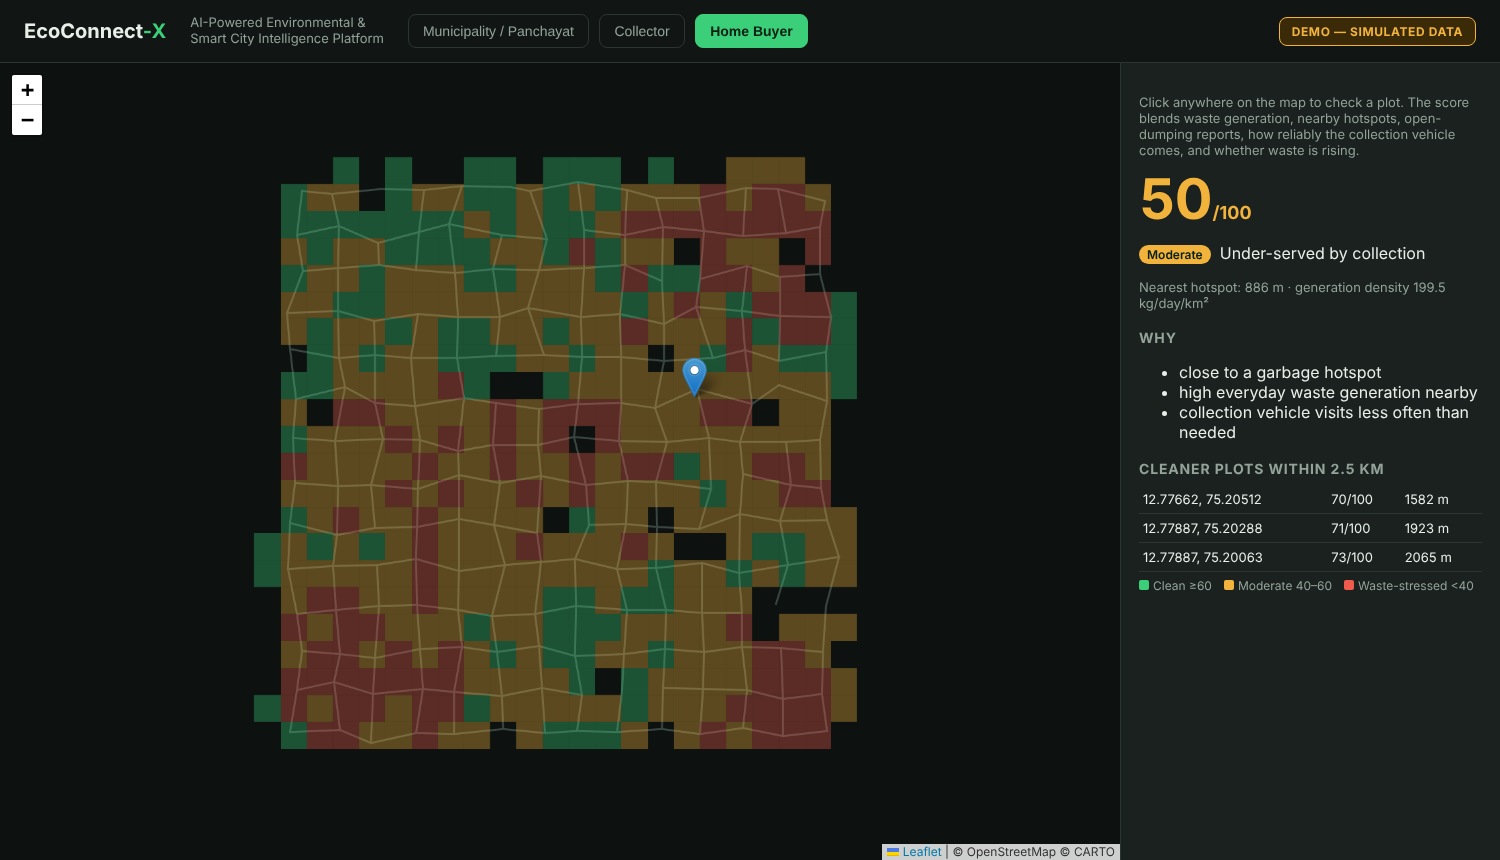 EcoConnect-X
AI-Powered Environmental &
Smart City Intelligence Platform
Municipality / Panchayat
Collector
Home Buyer
DEMO — SIMULATED DATA
+
−
Click anywhere on the map to check a plot. The score
blends waste generation, nearby hotspots, open-
dumping reports, how reliably the collection vehicle
comes, and whether waste is rising.
50/100
Moderate Under-served by collection
Nearest hotspot: 886 m · generation density 199.5
kg/day/km²
WHY
• close to a garbage hotspot
• high everyday waste generation nearby
• collection vehicle visits less often than
needed
CLEANER PLOTS WITHIN 2.5 KM
12.77662, 75.20512 70/100 1582 m
12.77887, 75.20288 71/100 1923 m
12.77887, 75.20063 73/100 2065 m
Clean ≥60 Moderate 40–60 Waste-stressed <40
Leaflet | © OpenStreetMap © CARTO